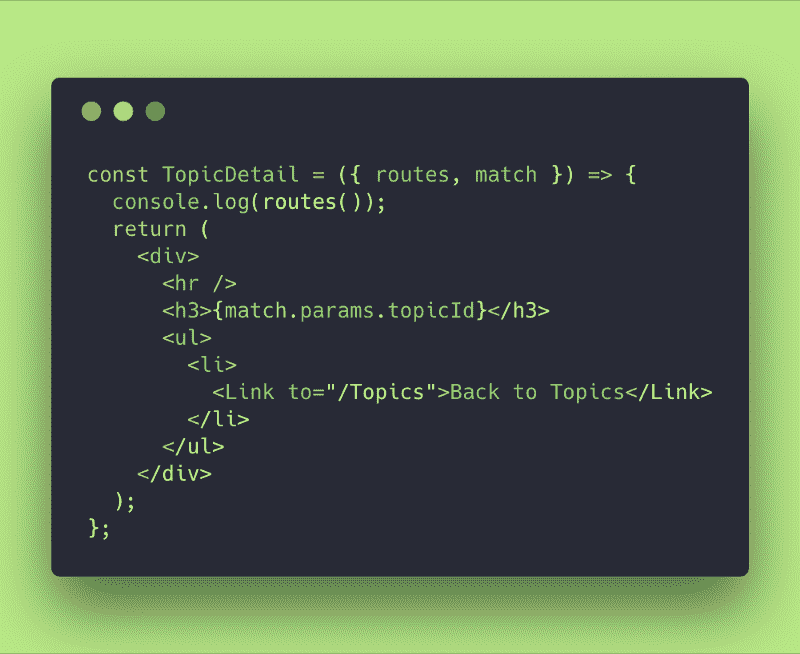 const TopicDetail = ({ routes, match }) => {
  console.log(routes());
  return (
    <div>
      <hr />
      <h3>{match.params.topicId}</h3>
      <ul>
        <li>
          <Link to="/Topics">Back to Topics</Link>
        </li>
      </ul>
    </div>
  );
};